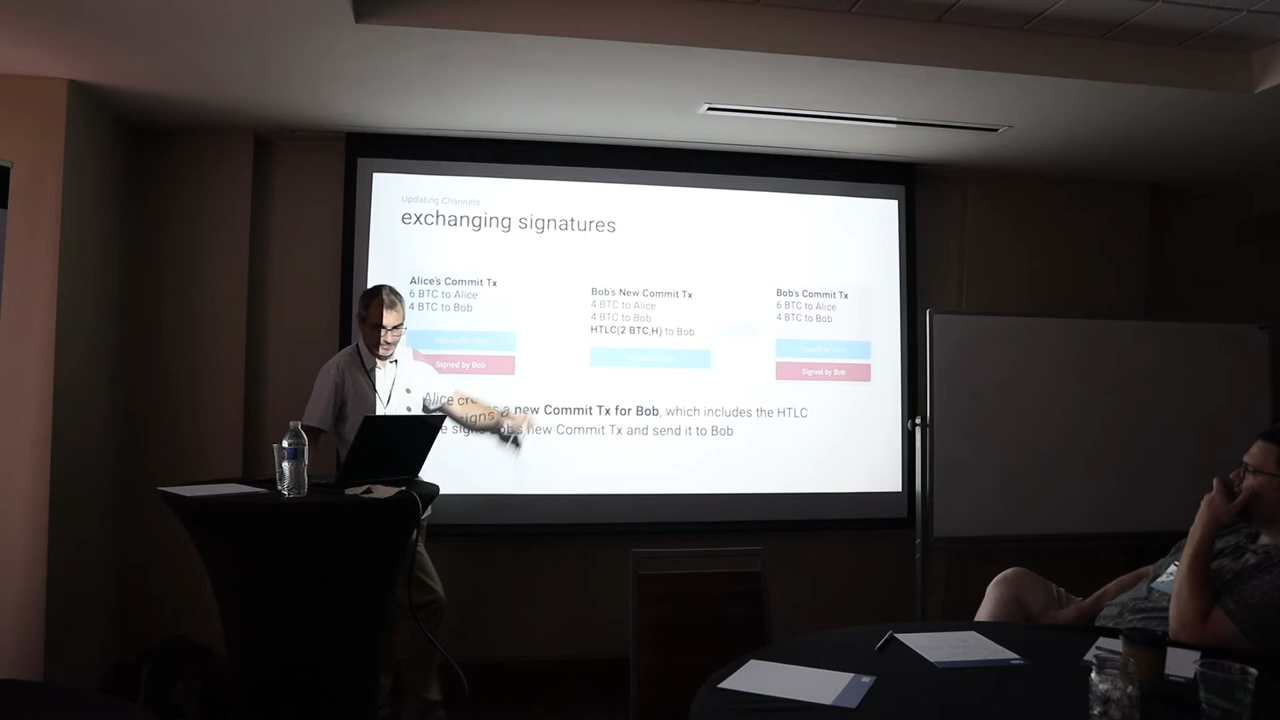 Updating Channels
exchanging signatures
Alice's Commit Tx
6 BTC to Alice
4 BTC to Bob
Signed by Bob
Bob's New Commit Tx
4 BTC to Alice
4 BTC to Bob
HTLC(2 BTC,H) to Bob
Bob's Commit Tx
6 BTC to Alice
4 BTC to Bob
Signed by Alice
Signed by Bob
Alice a new Commit Tx for Bob, which includes the HTLC
signs Bob's new Commit Tx and send it to Bob